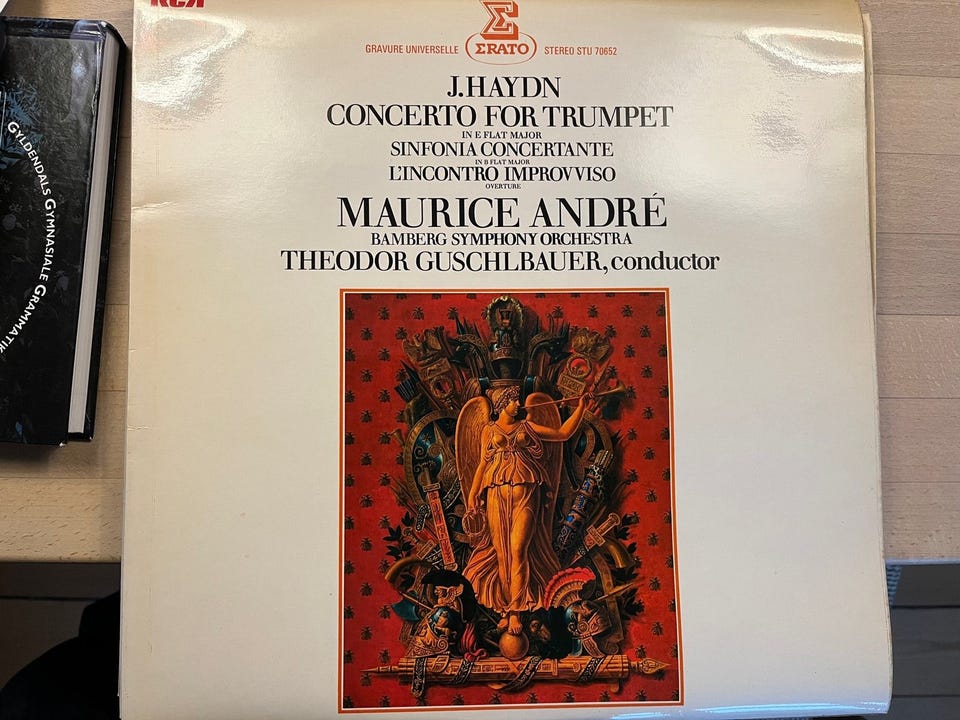 RCA
ERATO
GRAVURE UNIVERSELLE
STEREO STU 70652
J.HAYDN
CONCERTO FOR TRUMPET
IN E FLAT MAJOR
SINFONIA CONCERTANTE
IN B FLAT MAJOR
L'INCONTRO IMPROVVISO
OVERTURE
MAURICE ANDRÉ
BAMBERG SYMPHONY ORCHESTRA
THEODOR GUSCHLBAUER, conductor
GYLDENDALS GYMNASIALE GRAMMATIK